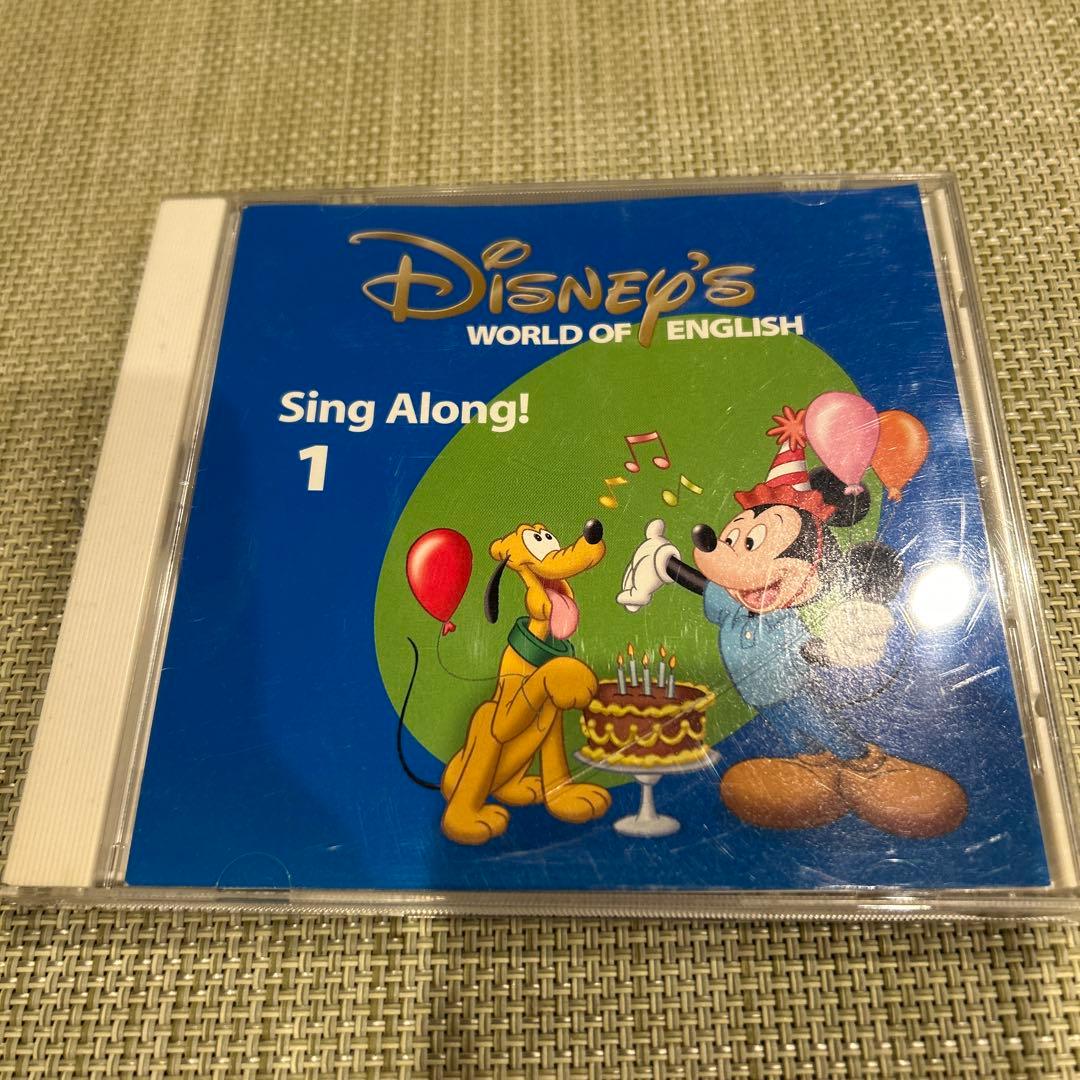 DISNEY'S
WORLD OF ENGLISH
Sing Along!
1